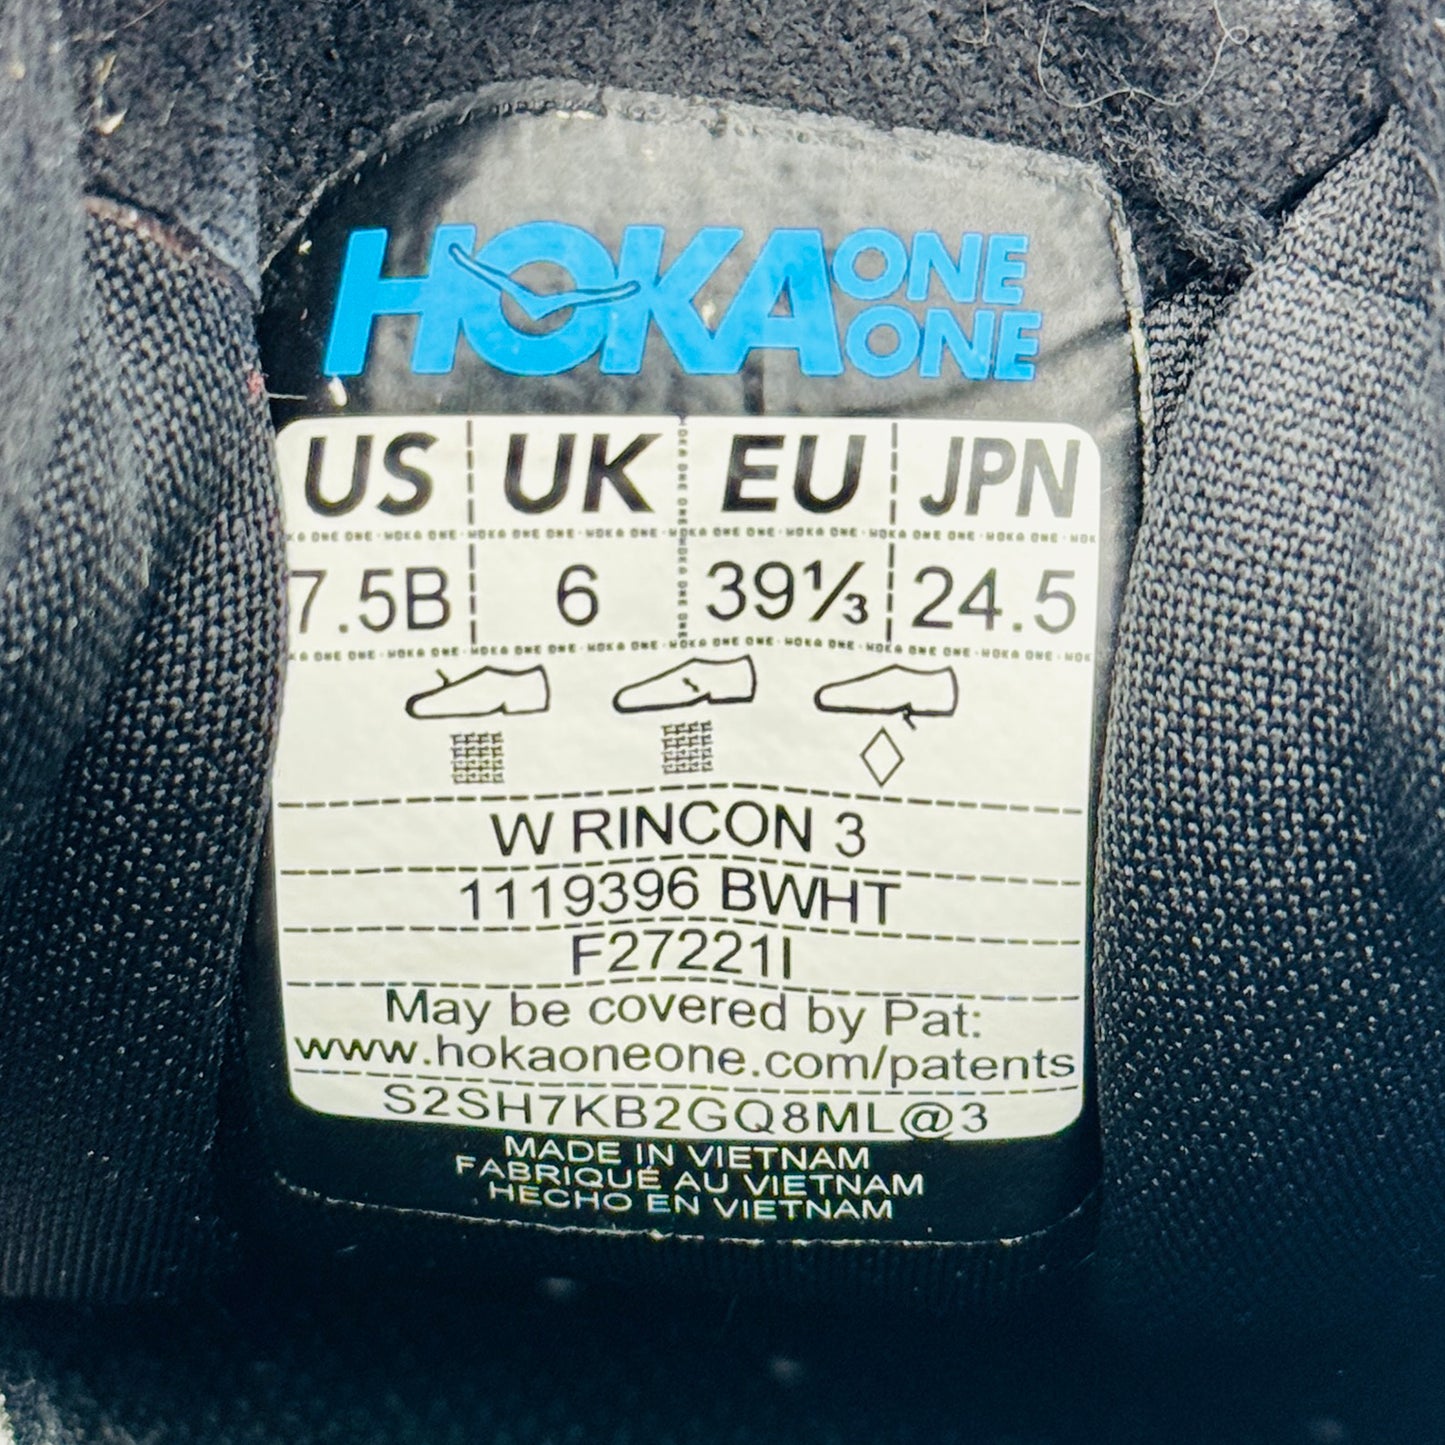 HOKA ONE ONE
US UK EU JPN
7.5B 6 39⅓ 24.5
W RINCON 3
1119396 BWHT
F27221I
May be covered by Pat:
www.hokaoneone.com/patents
S2SH7KB2GQ8ML@3
MADE IN VIETNAM
FABRIQUÉ AU VIETNAM
HECHO EN VIETNAM